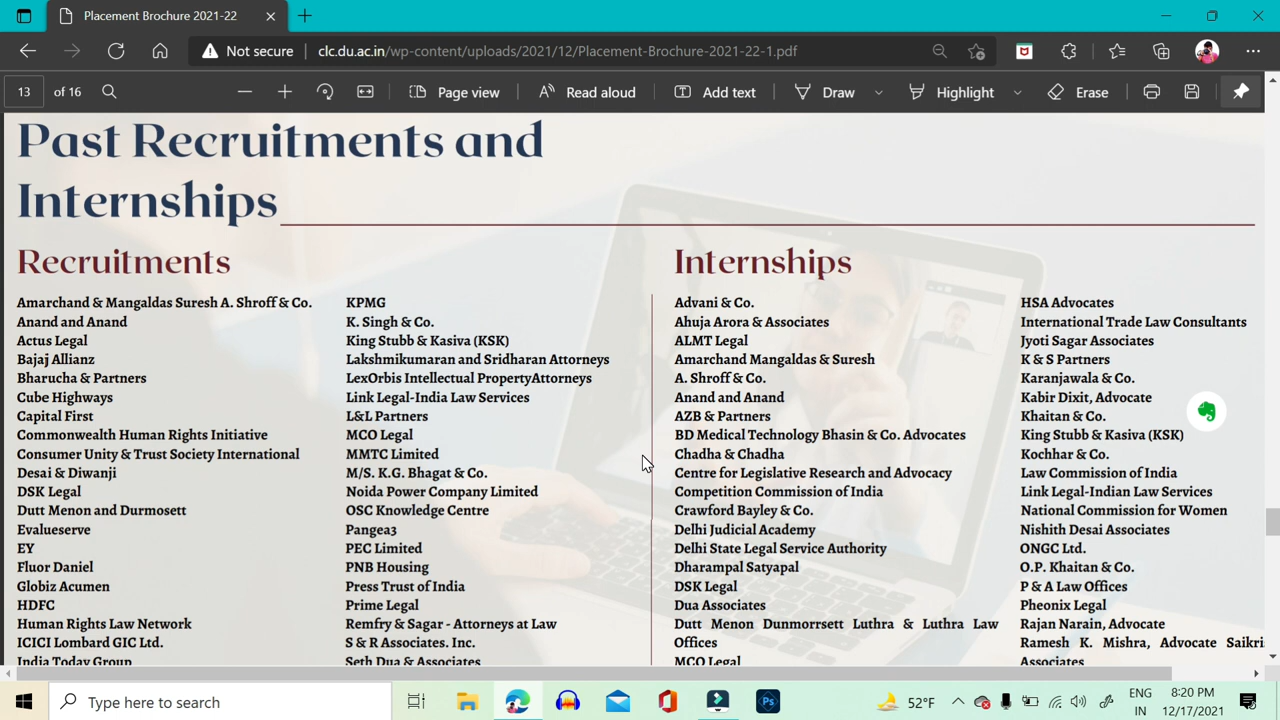 Placement Brochure 2021-22
Not secure
clc.du.ac.in/wp-content/uploads/2021/12/Placement-Brochure-2021-22-1.pdf
13 of 16
Page view
Read aloud
Add text
Draw
Highlight
Erase
Past Recruitments and
Internships
Recruitments
Amarchand & Mangaldas Suresh A. Shroff & Co.
Anand and Anand
Actus Legal
Bajaj Allianz
Bharucha & Partners
Cube Highways
Capital First
Commonwealth Human Rights Initiative
Consumer Unity & Trust Society International
Desai & Diwanji
DSK Legal
Dutt Menon and Durmosett
Evalueserve
EY
Fluor Daniel
Globiz Acumen
HDFC
Human Rights Law Network
ICICI Lombard GIC Ltd.
India Today Group
KPMG
K. Singh & Co.
King Stubb & Kasiva (KSK)
Lakshmikumaran and Sridharan Attorneys
LexOrbis Intellectual PropertyAttorneys
Link Legal-India Law Services
L&L Partners
MCO Legal
MMTC Limited
M/S. K.G. Bhagat & Co.
Noida Power Company Limited
OSC Knowledge Centre
Pangea3
PEC Limited
PNB Housing
Press Trust of India
Prime Legal
Remfry & Sagar - Attorneys at Law
S & R Associates. Inc.
Seth Dua & Associates
Internships
Advani & Co.
Ahuja Arora & Associates
ALMT Legal
Amarchand Mangaldas & Suresh
A. Shroff & Co.
Anand and Anand
AZB & Partners
BD Medical Technology Bhasin & Co. Advocates
Chadha & Chadha
Centre for Legislative Research and Advocacy
Competition Commission of India
Crawford Bayley & Co.
Delhi Judicial Academy
Delhi State Legal Service Authority
Dharampal Satyapal
DSK Legal
Dua Associates
Dutt Menon Dunmorrsett Luthra & Luthra Law
Offices
MCO Legal
HSA Advocates
International Trade Law Consultants
Jyoti Sagar Associates
K & S Partners
Karanjawala & Co.
Kabir Dixit, Advocate
Khaitan & Co.
King Stubb & Kasiva (KSK)
Kochhar & Co.
Law Commission of India
Link Legal-Indian Law Services
National Commission for Women
Nishith Desai Associates
ONGC Ltd.
O.P. Khaitan & Co.
P & A Law Offices
Pheonix Legal
Rajan Narain, Advocate
Ramesh K. Mishra, Advocate Saikri
Associates
Type here to search
52°F
ENG
IN
8:20 PM
12/17/2021